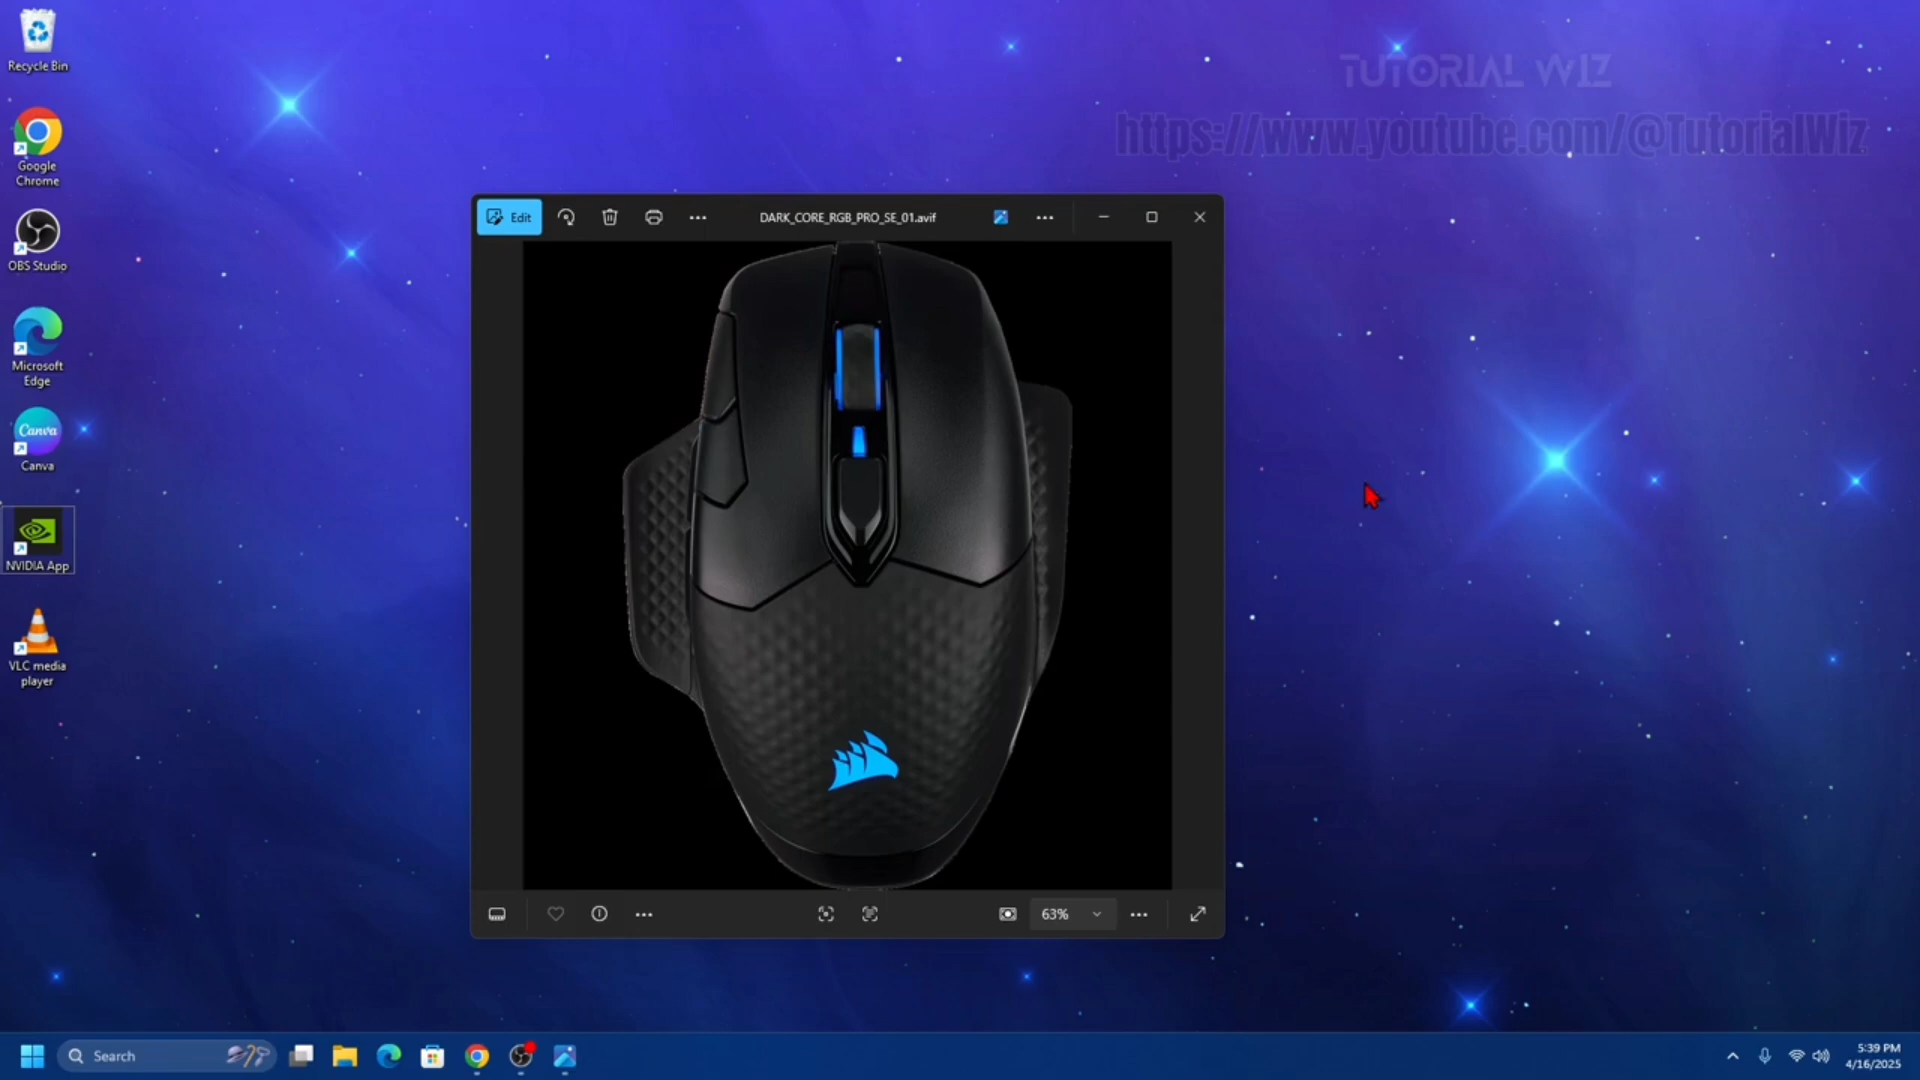 Recycle Bin
Google
Chrome
OBS Studio
Microsoft
Edge
Canva
Canva
NVIDIA App
VLC media
player
TUTORIAL WIZ
https://www.youtube.com/@TutorialWiz
Edit
DARK_CORE_RGB_PRO_SE_01.avif
63%
Search
5:39 PM
4/16/2025